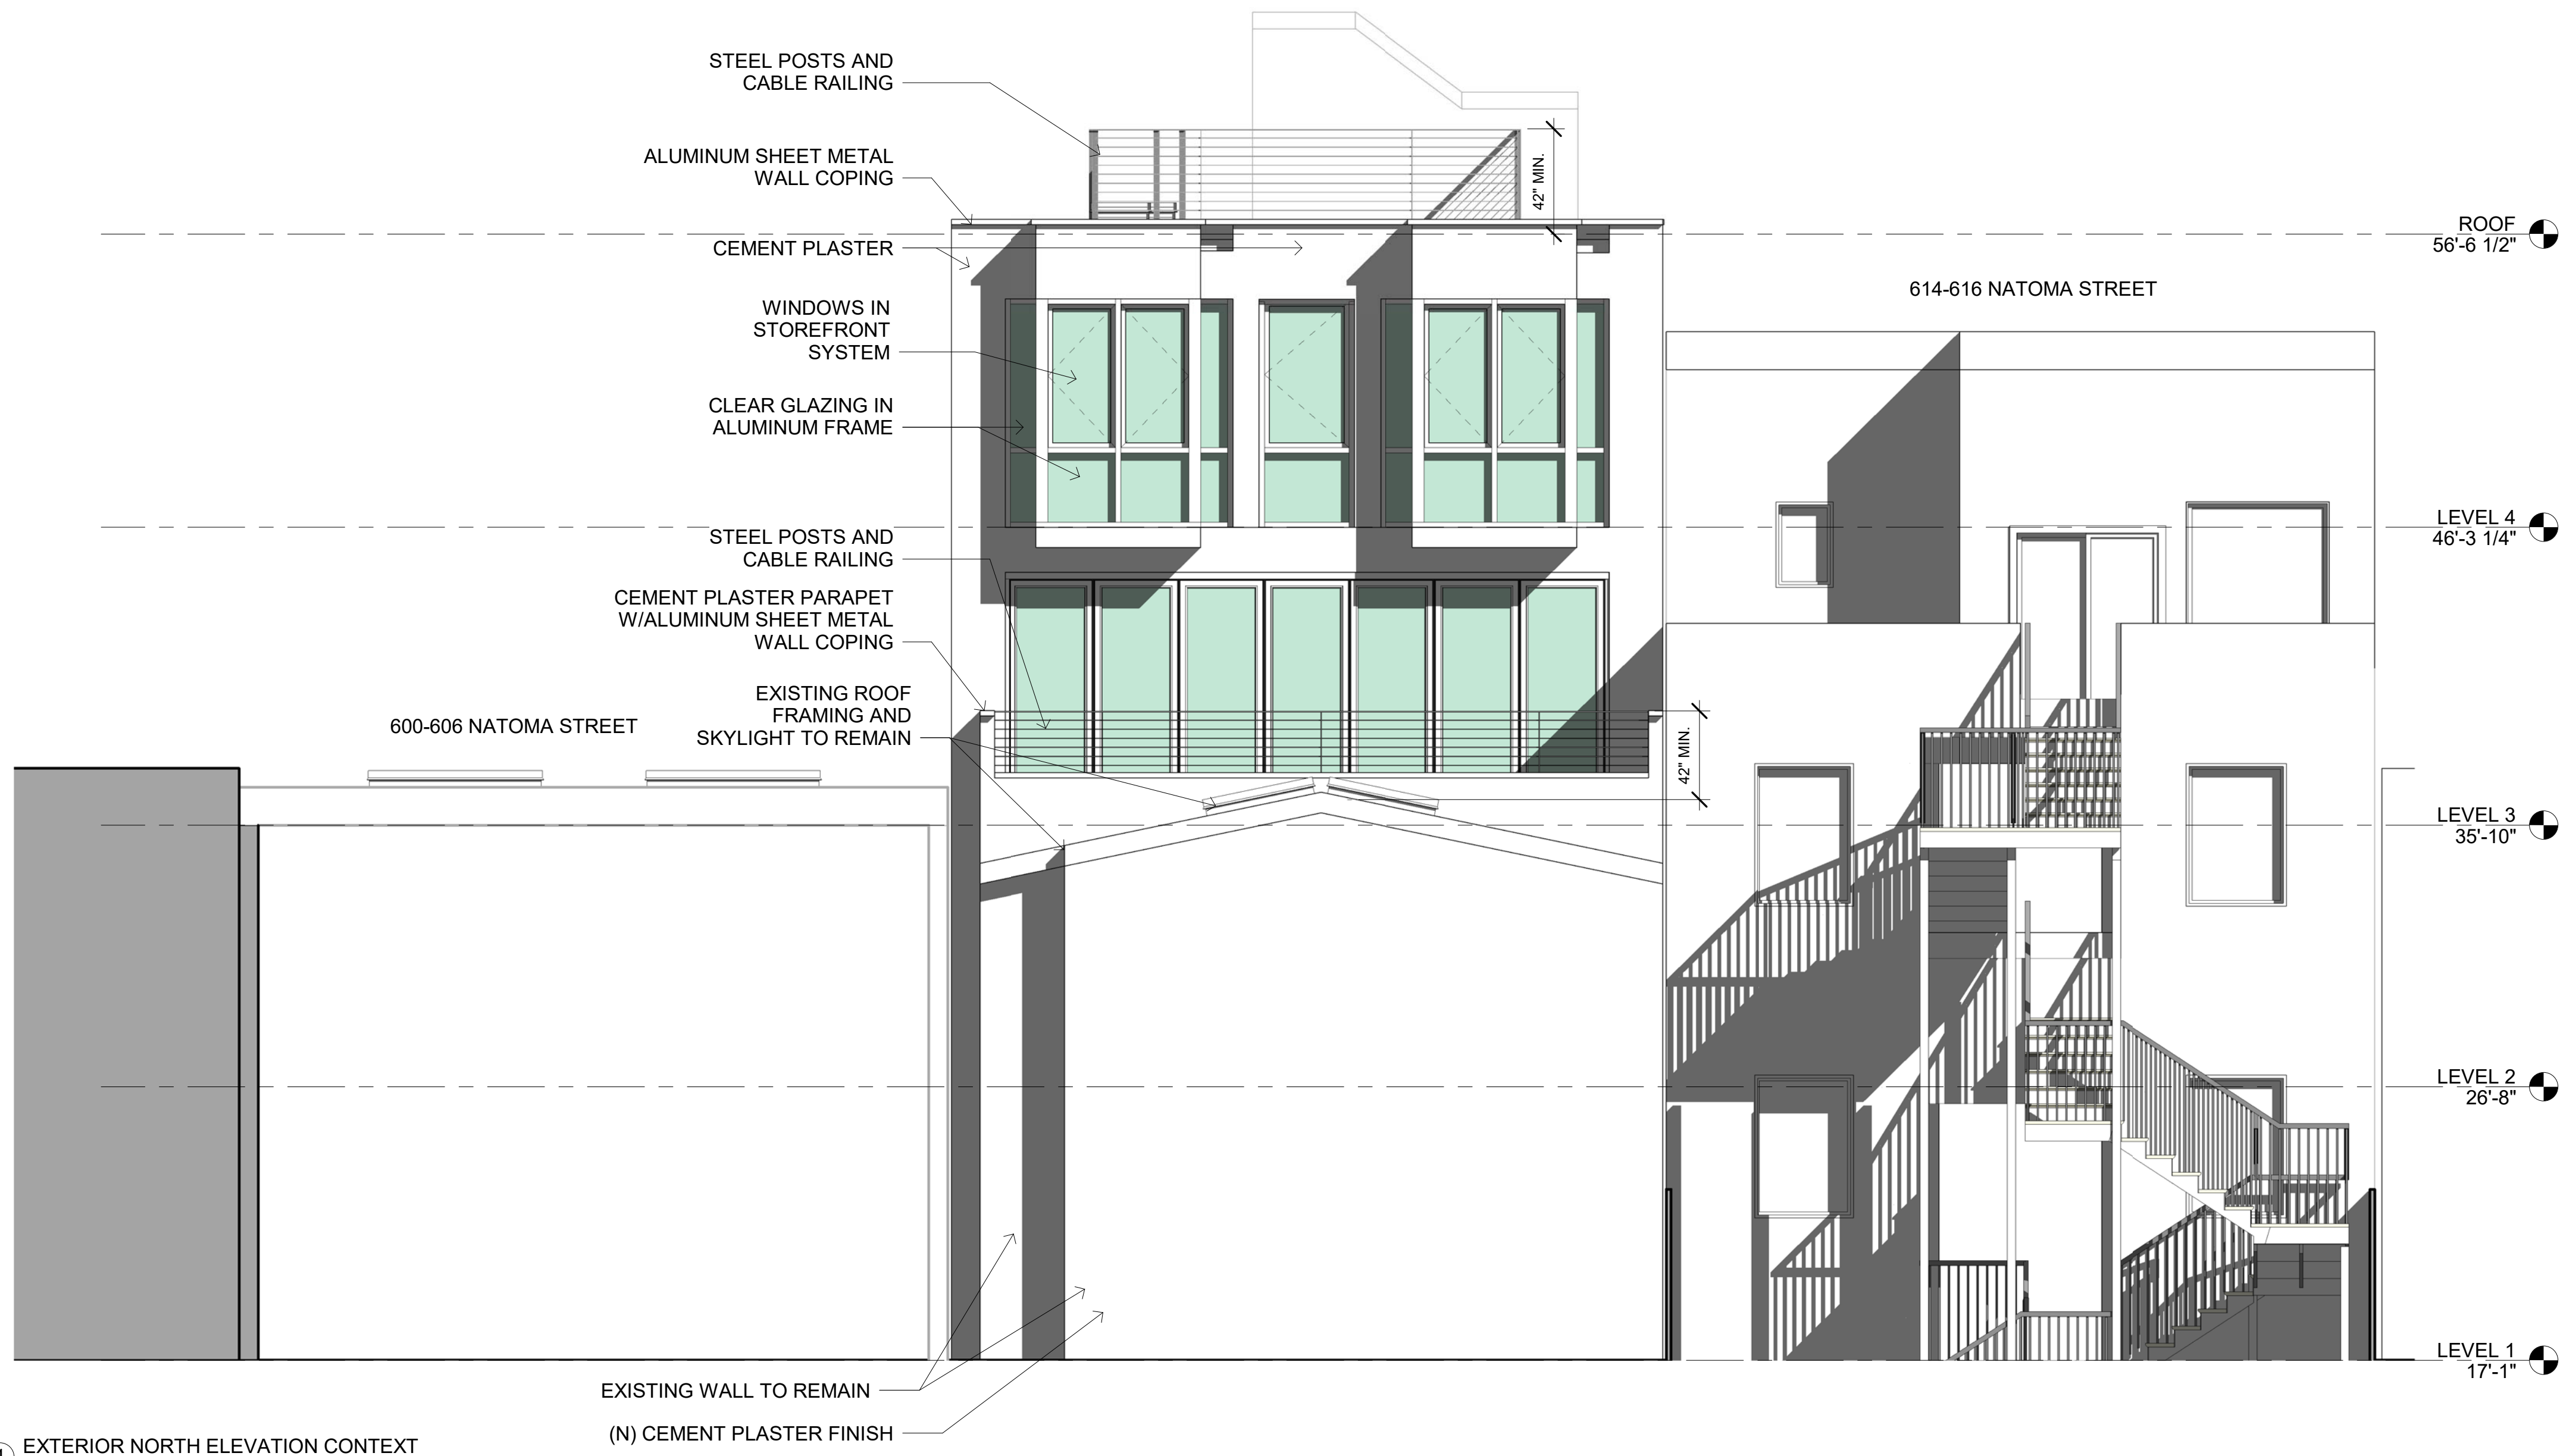 STEEL POSTS AND
CABLE RAILING
ALUMINUM SHEET METAL
WALL COPING
CEMENT PLASTER
WINDOWS IN
STOREFRONT
SYSTEM
CLEAR GLAZING IN
ALUMINUM FRAME
STEEL POSTS AND
CABLE RAILING
CEMENT PLASTER PARAPET
W/ALUMINUM SHEET METAL
WALL COPING
EXISTING ROOF
FRAMING AND
SKYLIGHT TO REMAIN
600-606 NATOMA STREET
42" MIN.
42" MIN.
614-616 NATOMA STREET
ROOF
56'-6 1/2"
LEVEL 4
46'-3 1/4"
LEVEL 3
35'-10"
LEVEL 2
26'-8"
LEVEL 1
17'-1"
EXISTING WALL TO REMAIN
(N) CEMENT PLASTER FINISH
EXTERIOR NORTH ELEVATION CONTEXT